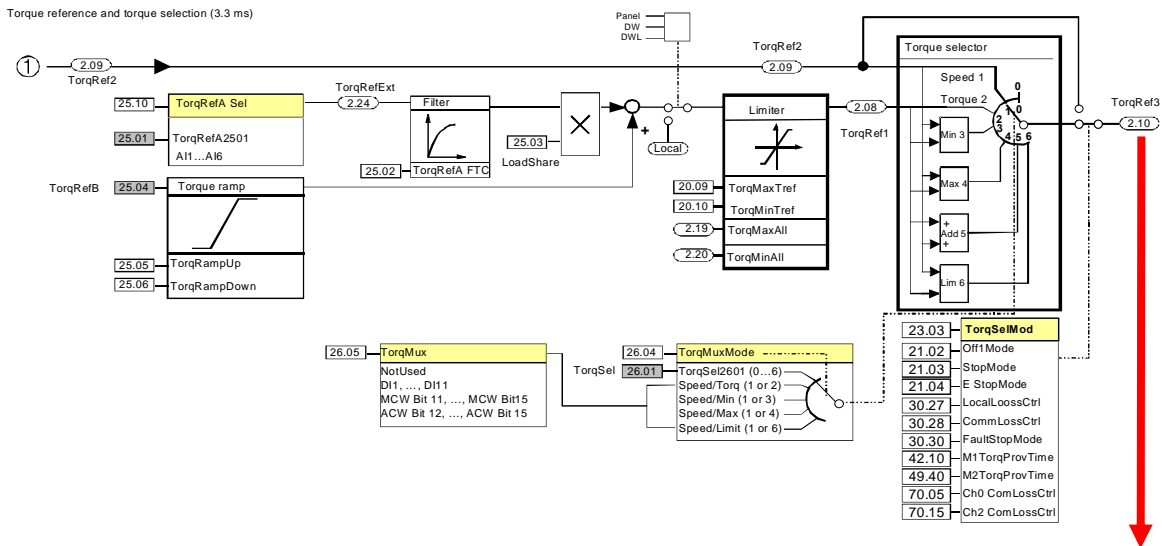 Torque reference and torque selection (3.3 ms)
Panel
DW
DWL
1
2.09
TorqRef2
TorqRef2
2.09
Torque selector
Speed 1
Torque 2
0
1
0
2
3
4 5 6
Min 3
Max 4
+
Add 5
+
Lim 6
TorqRef3
2.10
25.10
TorqRefA Sel
25.01
TorqRefA2501
AI1...AI6
TorqRefExt
2.24
Filter
25.02
TorqRefA FTC
25.03
LoadShare
+
Local
Limiter
2.08
TorqRef1
20.09
TorqMaxTref
20.10
TorqMinTref
2.19
TorqMaxAll
2.20
TorqMinAll
TorqRefB
25.04
Torque ramp
25.05
TorqRampUp
25.06
TorqRampDown
26.05
TorqMux
NotUsed
DI1, ..., DI11
MCW Bit 11, ..., MCW Bit15
ACW Bit 12, ..., ACW Bit 15
26.04
TorqMuxMode
TorqSel
26.01
TorqSel2601 (0...6)
Speed/Torq (1 or 2)
Speed/Min (1 or 3)
Speed/Max (1 or 4)
Speed/Limit (1 or 6)
23.03
TorqSelMod
21.02
Off1Mode
21.03
StopMode
21.04
E StopMode
30.27
LocalLoossCtrl
30.28
CommLossCtrl
30.30
FaultStopMode
42.10
M1TorqProvTime
49.40
M2TorqProvTime
70.05
Ch0 ComLossCtrl
70.15
Ch2 ComLossCtrl